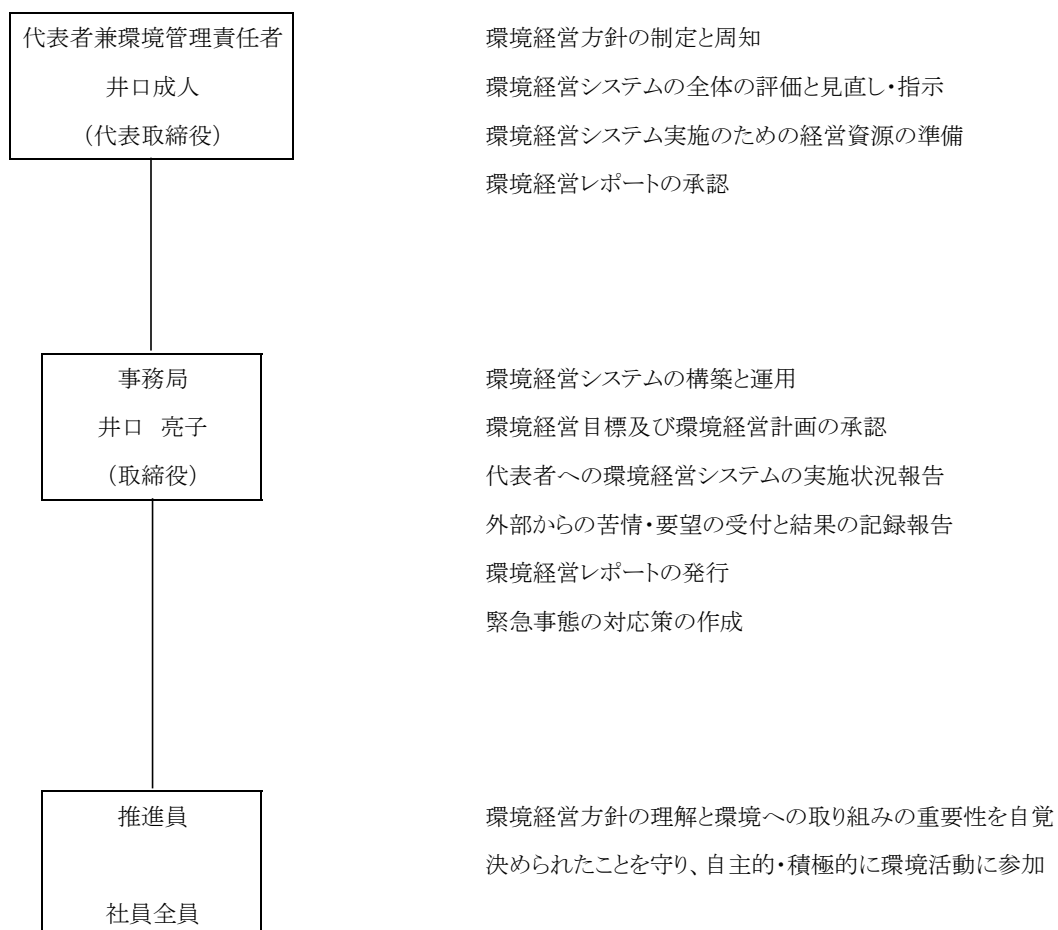 代表者兼環境管理責任者
井口成人
（代表取締役）
環境経営方針の制定と周知
環境経営システムの全体の評価と見直し・指示
環境経営システム実施のための経営資源の準備
環境経営レポートの承認
事務局
井口　亮子
（取締役）
環境経営システムの構築と運用
環境経営目標及び環境経営計画の承認
代表者への環境経営システムの実施状況報告
外部からの苦情・要望の受付と結果の記録報告
環境経営レポートの発行
緊急事態の対応策の作成
推進員
社員全員
環境経営方針の理解と環境への取り組みの重要性を自覚
決められたことを守り、自主的・積極的に環境活動に参加